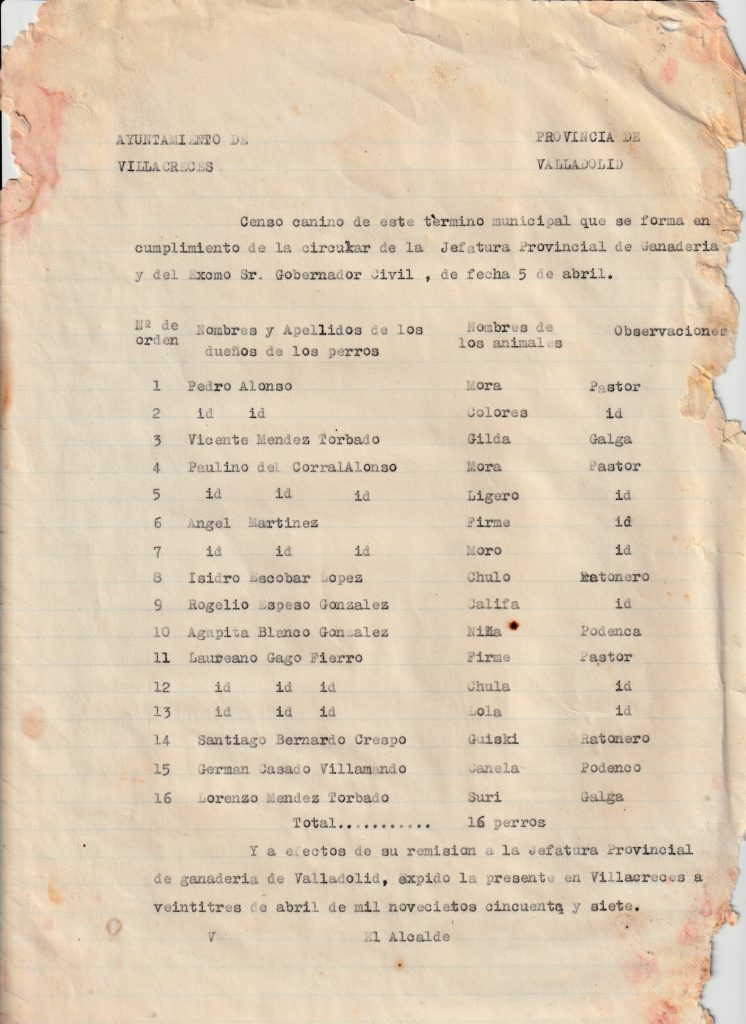 AYUNTAMIENTO DE PROVINCIA DE
VILLACRECES VALLADOLID
Censo canino de este tèrmino municipal que se forma en
cumplimiento de la circukar de la Jefatura Provincial de Ganaderia
y del Excmo Sr. Gobernador Civil , de fecha 5 de abril.
Nº de orden Nombres y Apellidos de los dueños de los perros Nombres de los animales Observaciones
1 Pedro Alonso Mora Pastor
2 id id Colores id
3 Vicente Mendez Torbado Gilda Galga
4 Paulino del CorralAlonso Mora Pastor
5 id id id Ligero id
6 Angel Martinez Firme id
7 id id id Moro id
8 Isidro Escobar Lopez Chulo Ratonero
9 Rogelio Espeso Gonzalez Califa id
10 Agapita Blanco Gonzalez Niña Podenca
11 Laureano Gago Fierro Firme Pastor
12 id id id Chula id
13 id id id Lola id
14 Santiago Bernardo Crespo Guiski Ratonero
15 German Casado Villamando Canela Podenco
16 Lorenzo Mendez Torbado Suri Galga
Total........... 16 perros
Y a efectos de su remision a la Jefatura Provincial
de ganaderia de Valladolid, expido la presente en Villacreces a
veintitres de abril de mil novecietos cincuenta y siete.
V El Alcalde